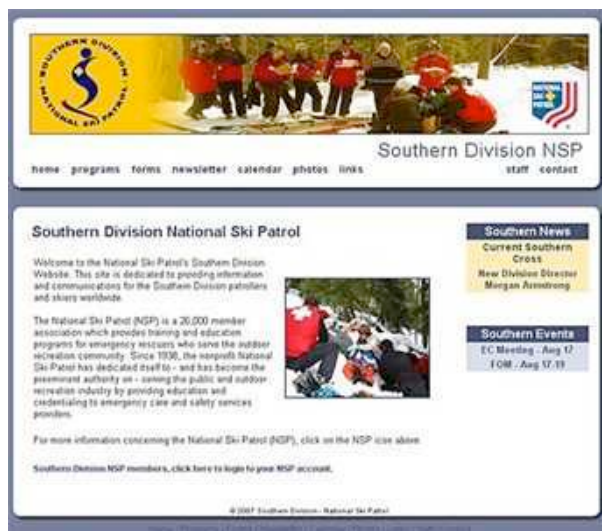 SOUTHERN DIVISION
NATIONAL SKI PATROL
NATIONAL
SKI
PATROL
Southern Division NSP
home programs forms newsletter calendar photos links staff contact
Southern Division National Ski Patrol
Welcome to the National Ski Patrol's Southern Division
Website. This site is dedicated to providing information
and communications for the Southern Division patrollers
and skiers worldwide.
The National Ski Patrol (NSP) is a 26,000 member
association which provides training and education
programs for emergency rescuers who serve the outdoor
recreation community. Since 1938, the nonprofit National
Ski Patrol has dedicated itself to - and has become the
preeminent authority on - serving the public and outdoor
recreation industry by providing education and
credentialing to emergency care and safety services
providers.
For more information concerning the National Ski Patrol (NSP), click on the NSP icon above.
Southern Division NSP members, click here to login to your NSP account.
Southern News
Current Southern
Cross
New Division Director
Morgan Armstrong
Southern Events
EC Meeting - Aug 17
FOM - Aug 17-19
© 2007 Southern Division - National Ski Patrol